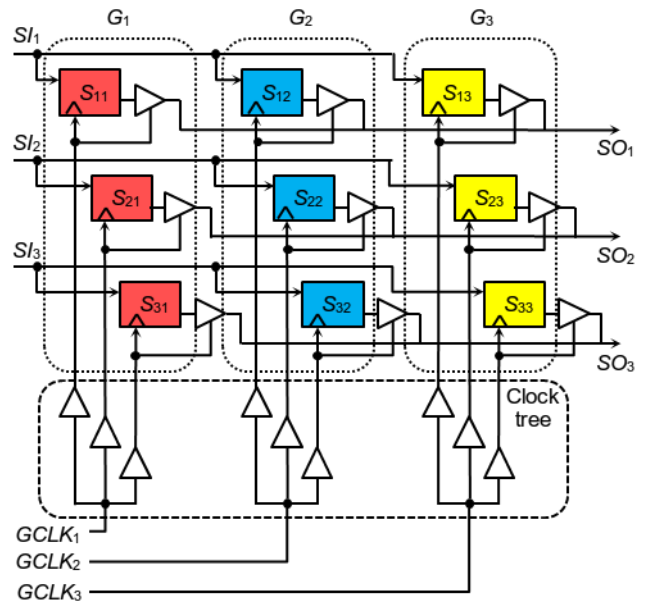 G1 G2 G3
SI1
S11 S12 S13
SO1
SI2
S21 S22 S23
SO2
SI3
S31 S32 S33
SO3
Clock
tree
GCLK1
GCLK2
GCLK3